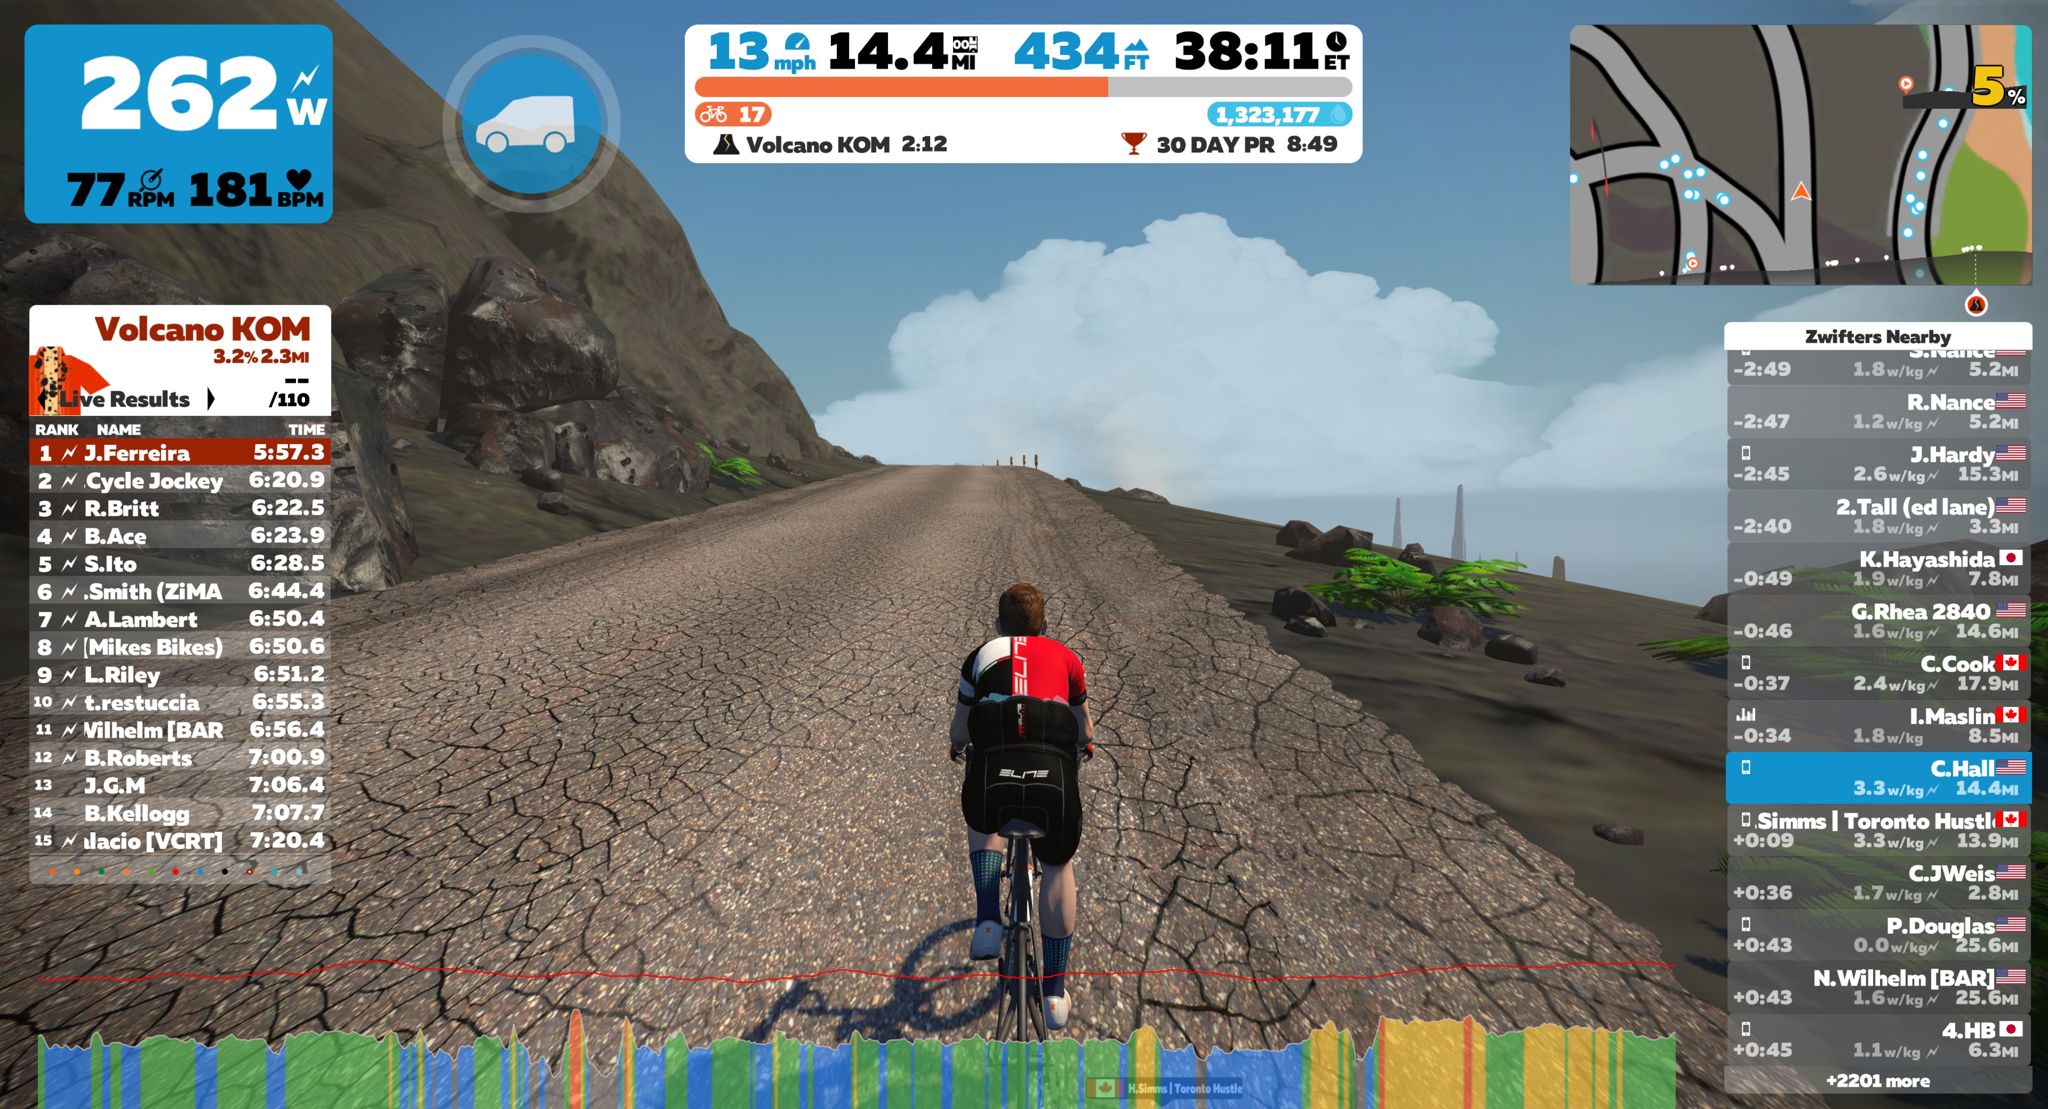 262 W
77 RPM 181 BPM
13 mph 14.4 MI 434 FT 38:11 ET
17 1,323,177
Volcano KOM 2:12 30 DAY PR 8:49
5%
Volcano KOM
3.2% 2.3MI
--
Live Results /110
RANK NAME TIME
1 J.Ferreira 5:57.3
2 .Cycle Jockey 6:20.9
3 R.Britt 6:22.5
4 B.Ace 6:23.9
5 S.Ito 6:28.5
6 .Smith (ZiMA 6:44.4
7 A.Lambert 6:50.4
8 (Mikes Bikes) 6:50.6
9 L.Riley 6:51.2
10 t.restuccia 6:55.3
11 Wilhelm [BAR 6:56.4
12 B.Roberts 7:00.9
13 J.G.M 7:06.4
14 B.Kellogg 7:07.7
15 lacio [VCRT] 7:20.4
Zwifters Nearby
S.Nance
-2:49 1.8w/kg 5.2MI
R.Nance
-2:47 1.2w/kg 5.2MI
J.Hardy
-2:45 2.6w/kg 15.3MI
2.Tall (ed lane)
-2:40 1.8w/kg 3.3MI
K.Hayashida
-0:49 1.9w/kg 7.8MI
G.Rhea 2840
-0:46 1.6w/kg 14.6MI
C.Cook
-0:37 2.4w/kg 17.9MI
I.Maslin
-0:34 1.8w/kg 8.5MI
C.Hall
3.3w/kg 14.4MI
.Simms | Toronto Hustle
+0:09 3.3w/kg 13.9MI
C.JWeis
+0:36 1.7w/kg 2.8MI
P.Douglas
+0:43 0.0w/kg 25.6MI
N.Wilhelm [BAR]
+0:43 1.6w/kg 25.6MI
4.HB
+0:45 1.1w/kg 6.3MI
+2201 more
ELITE
ELITE
H.Simms | Toronto Hustle